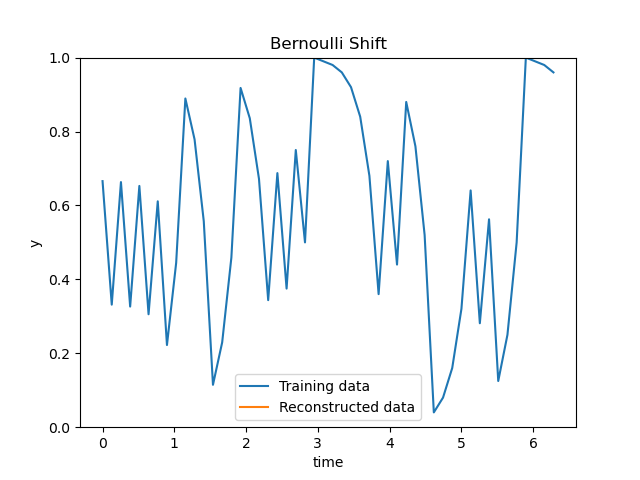 Bernoulli Shift
y
1.0
0.8
0.6
0.4
0.2
0.0
Training data
Reconstructed data
0 1 2 3 4 5 6
time